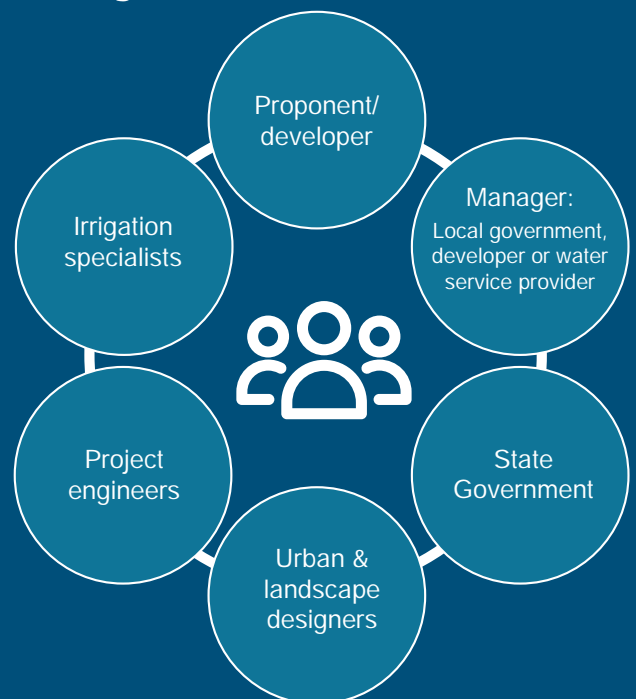 Proponent/
developer
Manager:
Local government,
developer or water
service provider
State
Government
Urban &
landscape
designers
Project
engineers
Irrigation
specialists